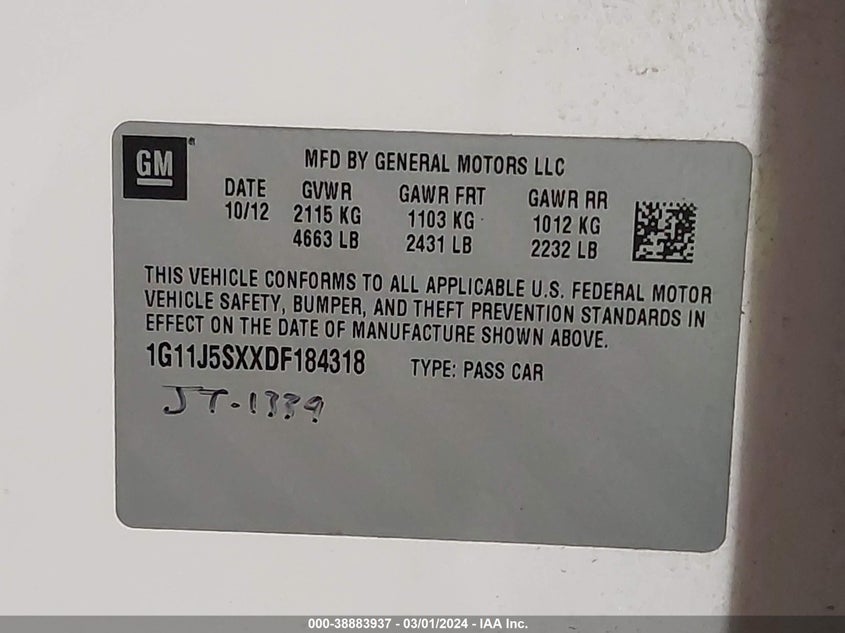 GM
MFD BY GENERAL MOTORS LLC
DATE GVWR GAWR FRT GAWR RR
10/12 2115 KG 1103 KG 1012 KG
4663 LB 2431 LB 2232 LB
THIS VEHICLE CONFORMS TO ALL APPLICABLE U.S. FEDERAL MOTOR
VEHICLE SAFETY, BUMPER, AND THEFT PREVENTION STANDARDS IN
EFFECT ON THE DATE OF MANUFACTURE SHOWN ABOVE.
1G11J5SXXDF184318 TYPE: PASS CAR
JT-1339
000-38883937 - 03/01/2024 - IAA Inc.